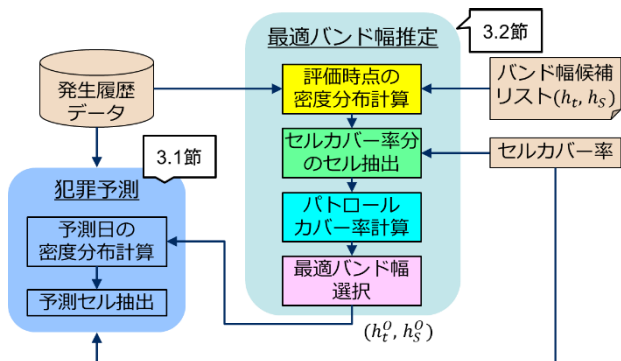 最適バンド幅推定
3.2節
発生履歴
データ
評価時点の
密度分布計算
バンド幅候補
リスト(h_t, h_S)
セルカバー率分
のセル抽出
セルカバー率
3.1節
犯罪予測
パトロール
カバー率計算
予測日の
密度分布計算
最適バンド幅
選択
予測セル抽出
(h_t^O, h_S^O)